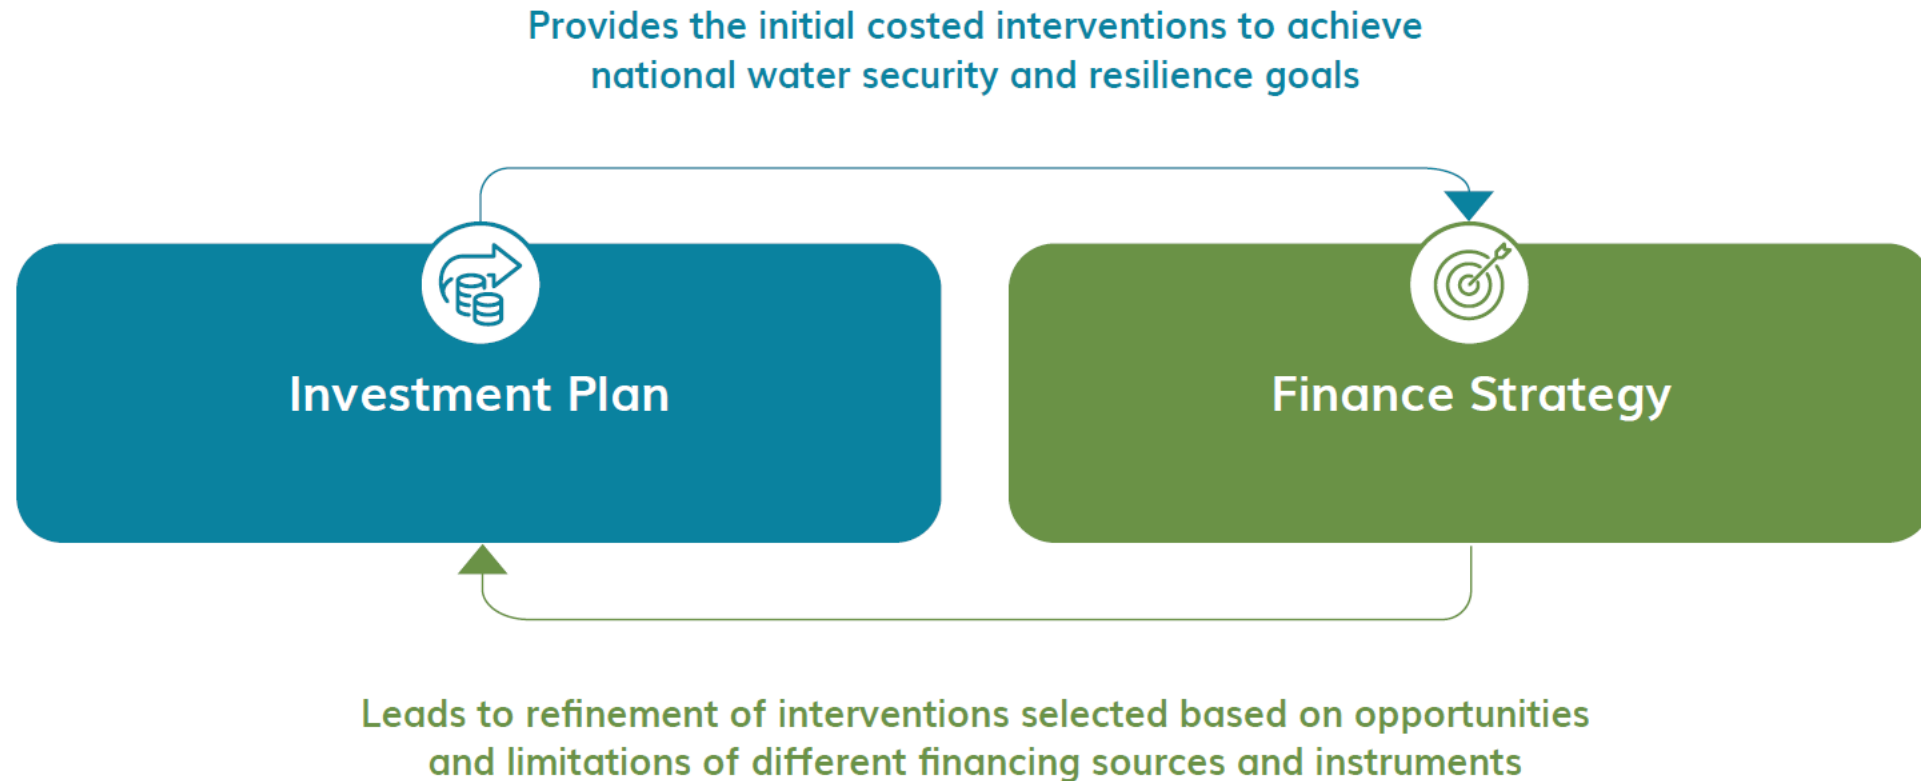 Provides the initial costed interventions to achieve
national water security and resilience goals
Investment Plan
Finance Strategy
Leads to refinement of interventions selected based on opportunities
and limitations of different financing sources and instruments